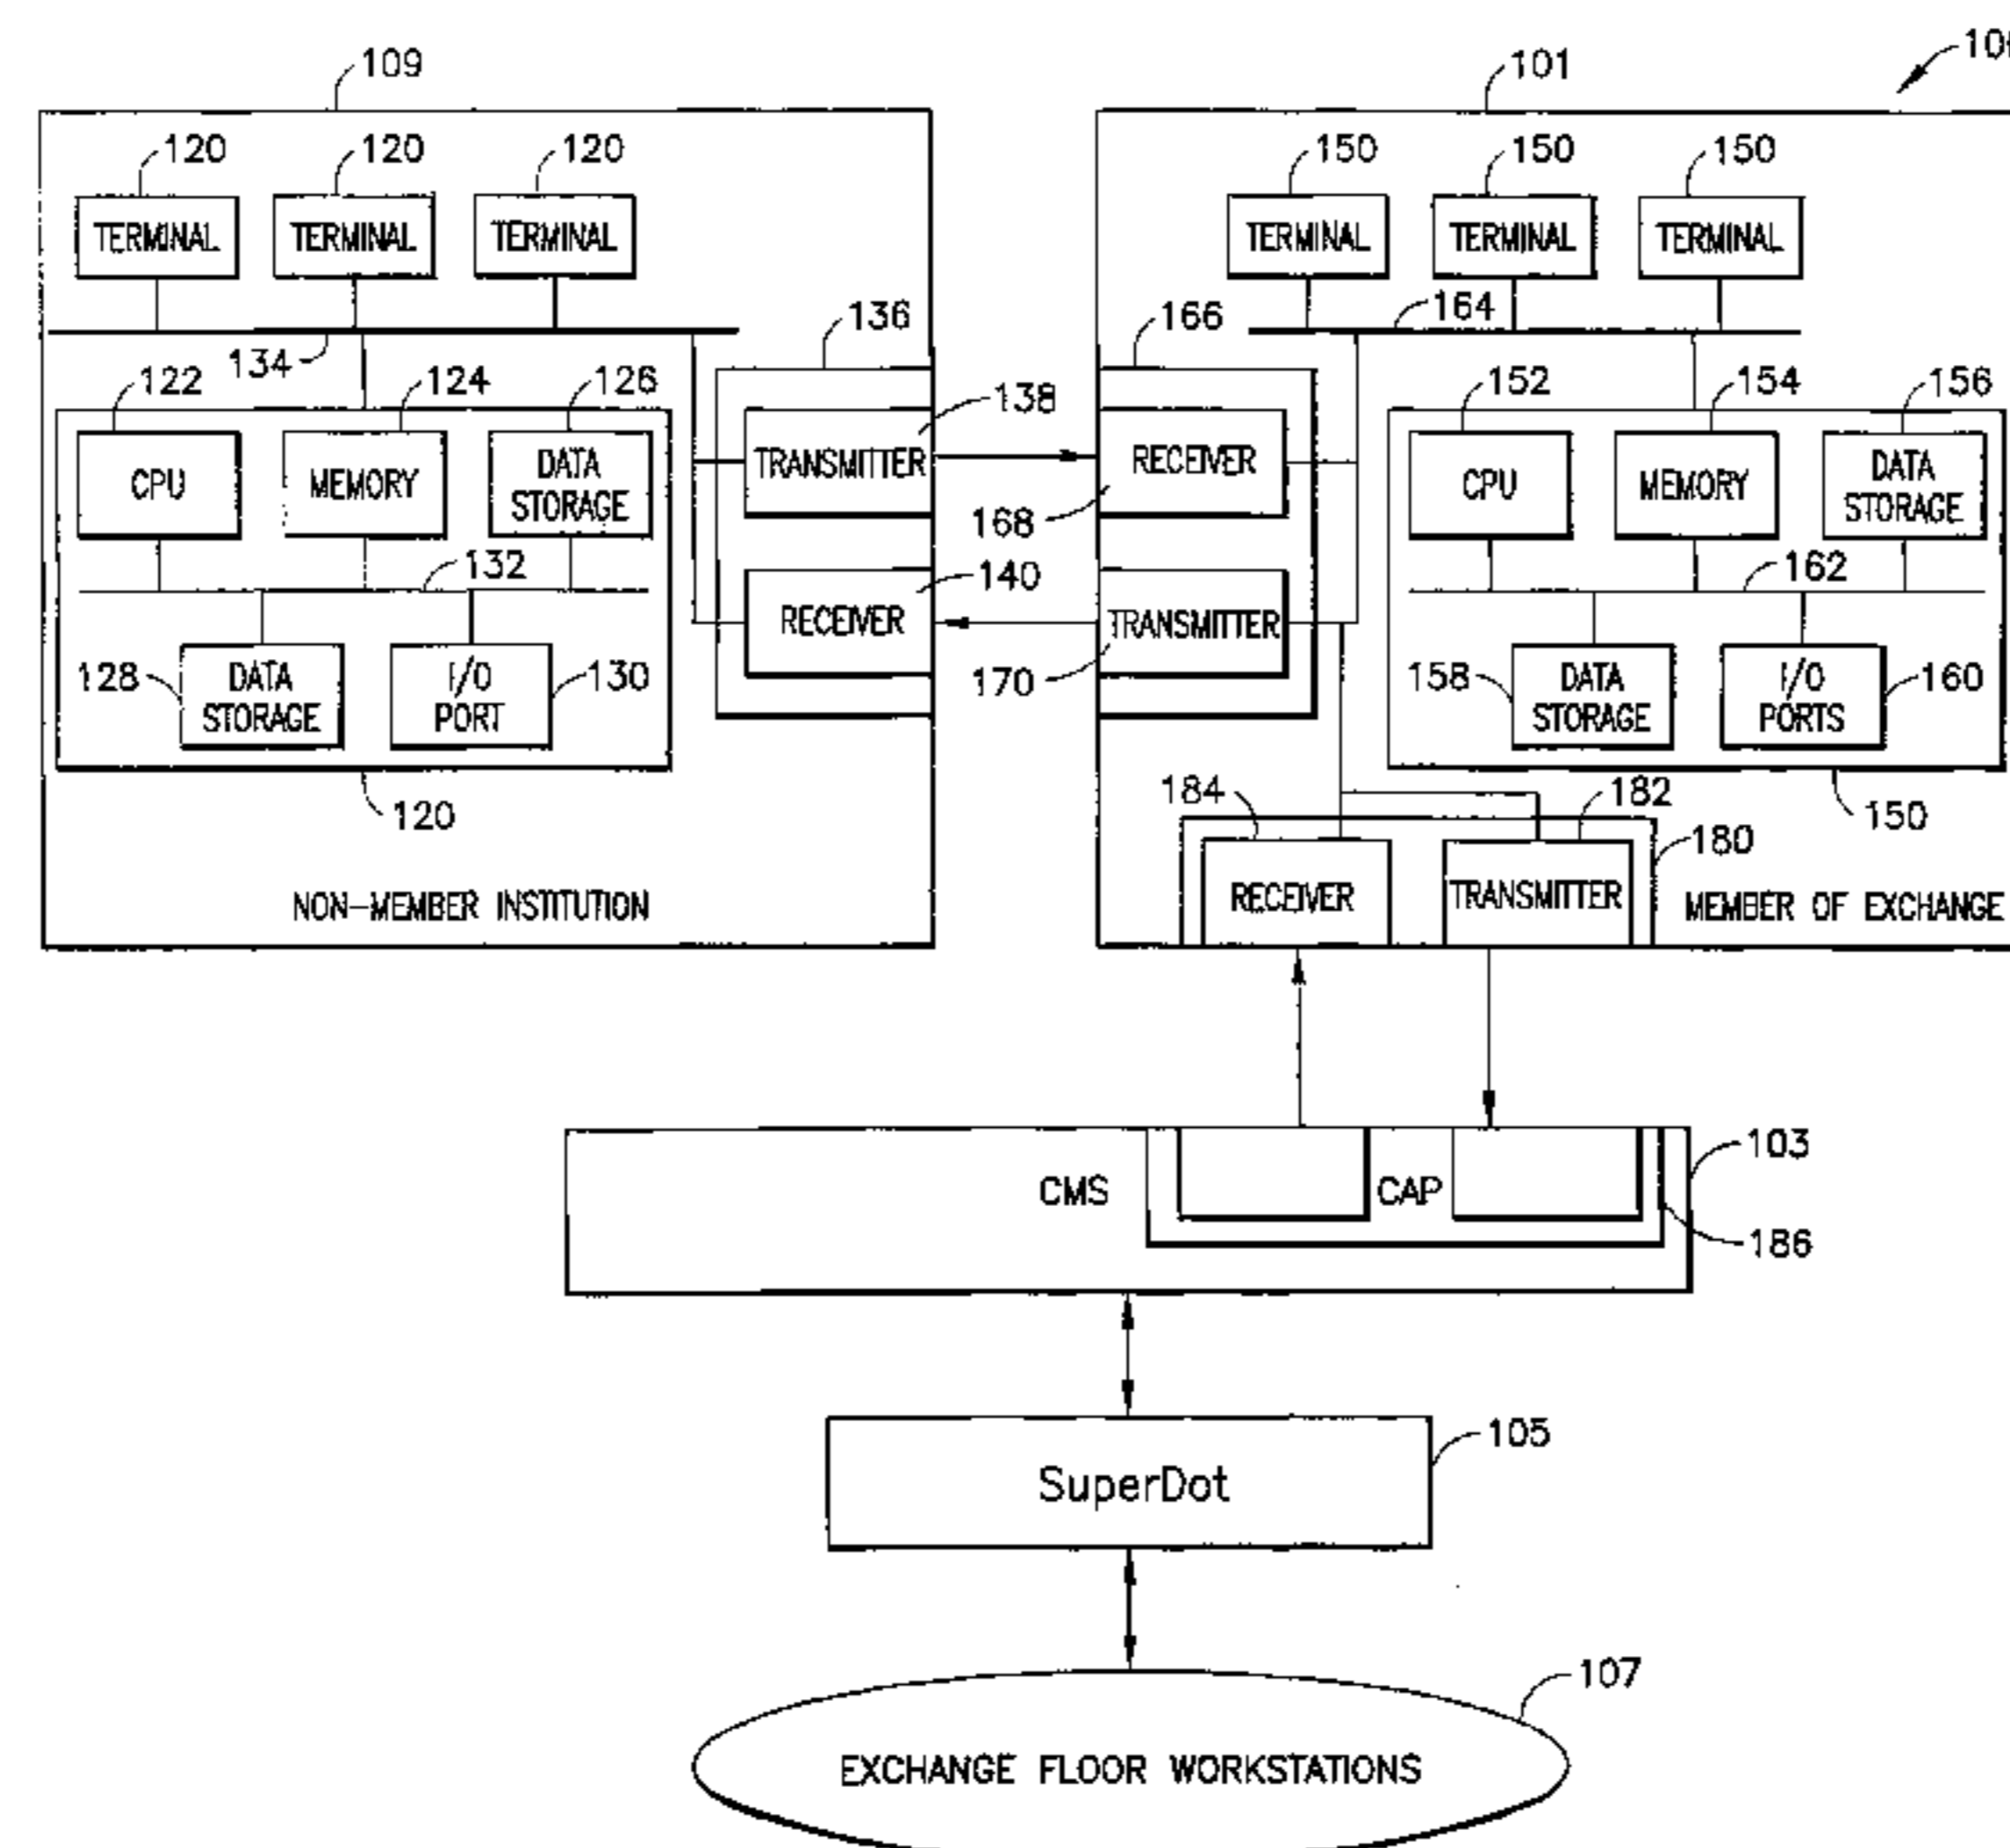 109
101
120
120
120
150
150
150
TERMINAL
TERMINAL
TERMINAL
TERMINAL
TERMINAL
TERMINAL
136
166
164
134
122
124
126
138
152
154
156
CPU
MEMORY
DATA
STORAGE
TRANSMITTER
RECEIVER
168
CPU
MEMORY
DATA
STORAGE
132
140
162
RECEIVER
TRANSMITTER
170
128
DATA
STORAGE
I/O
PORT
130
158
DATA
STORAGE
I/O
PORTS
160
120
184
182
150
180
RECEIVER
TRANSMITTER
NON-MEMBER INSTITUTION
MEMBER OF EXCHANGE
103
CMS
CAP
186
105
SuperDot
107
EXCHANGE FLOOR WORKSTATIONS